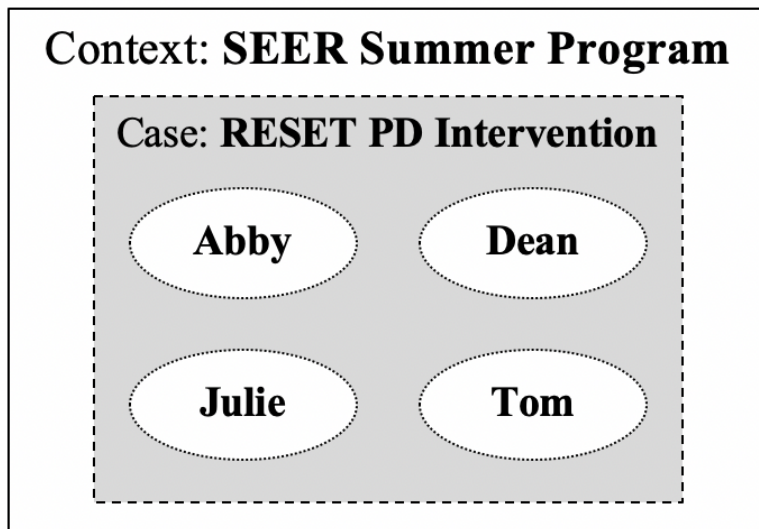 Context: SEER Summer Program
Case: RESET PD Intervention
Abby Dean
Julie Tom